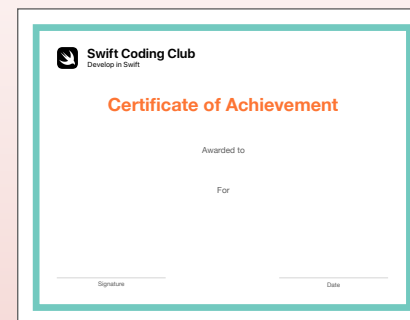 Swift Coding Club
Develop in Swift
Certificate of Achievement
Awarded to
For
Signature
Date